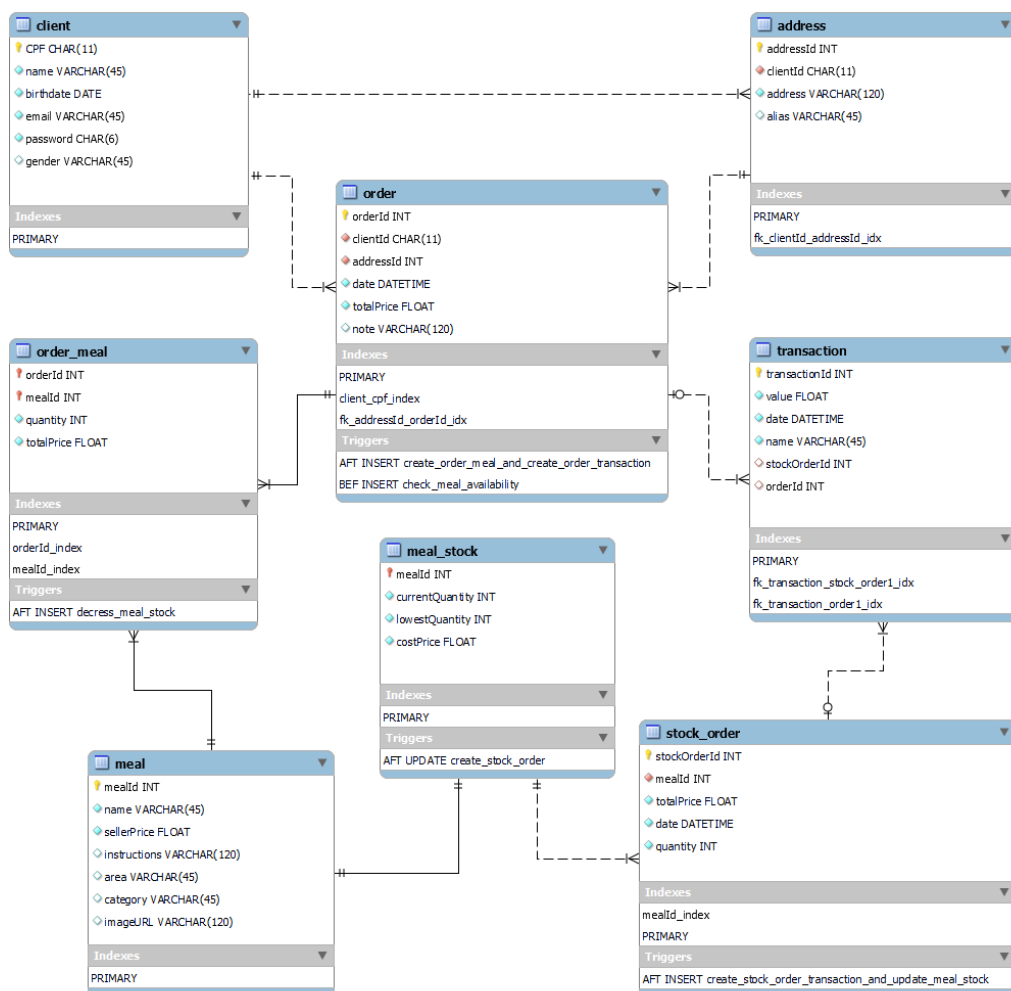 client
CPF CHAR(11)
name VARCHAR(45)
birthdate DATE
email VARCHAR(45)
password CHAR(6)
gender VARCHAR(45)
Indexes
PRIMARY
address
addressId INT
clientId CHAR(11)
address VARCHAR(120)
alias VARCHAR(45)
Indexes
PRIMARY
fk_clientId_addressId_idx
order
orderId INT
clientId CHAR(11)
addressId INT
date DATETIME
totalPrice FLOAT
note VARCHAR(120)
Indexes
PRIMARY
client_cpf_index
fk_addressId_orderId_idx
Triggers
AFT INSERT create_order_meal_and_create_order_transaction
BEF INSERT check_meal_availability
order_meal
orderId INT
mealId INT
quantity INT
totalPrice FLOAT
Indexes
PRIMARY
orderId_index
mealId_index
Triggers
AFT INSERT decress_meal_stock
transaction
transactionId INT
value FLOAT
date DATETIME
name VARCHAR(45)
stockOrderId INT
orderId INT
Indexes
PRIMARY
fk_transaction_stock_order1_idx
fk_transaction_order1_idx
meal_stock
mealId INT
currentQuantity INT
lowestQuantity INT
costPrice FLOAT
Indexes
PRIMARY
Triggers
AFT UPDATE create_stock_order
meal
mealId INT
name VARCHAR(45)
sellerPrice FLOAT
instructions VARCHAR(120)
area VARCHAR(45)
category VARCHAR(45)
imageURL VARCHAR(120)
Indexes
PRIMARY
stock_order
stockOrderId INT
mealId INT
totalPrice FLOAT
date DATETIME
quantity INT
Indexes
mealId_index
PRIMARY
Triggers
AFT INSERT create_stock_order_transaction_and_update_meal_stock